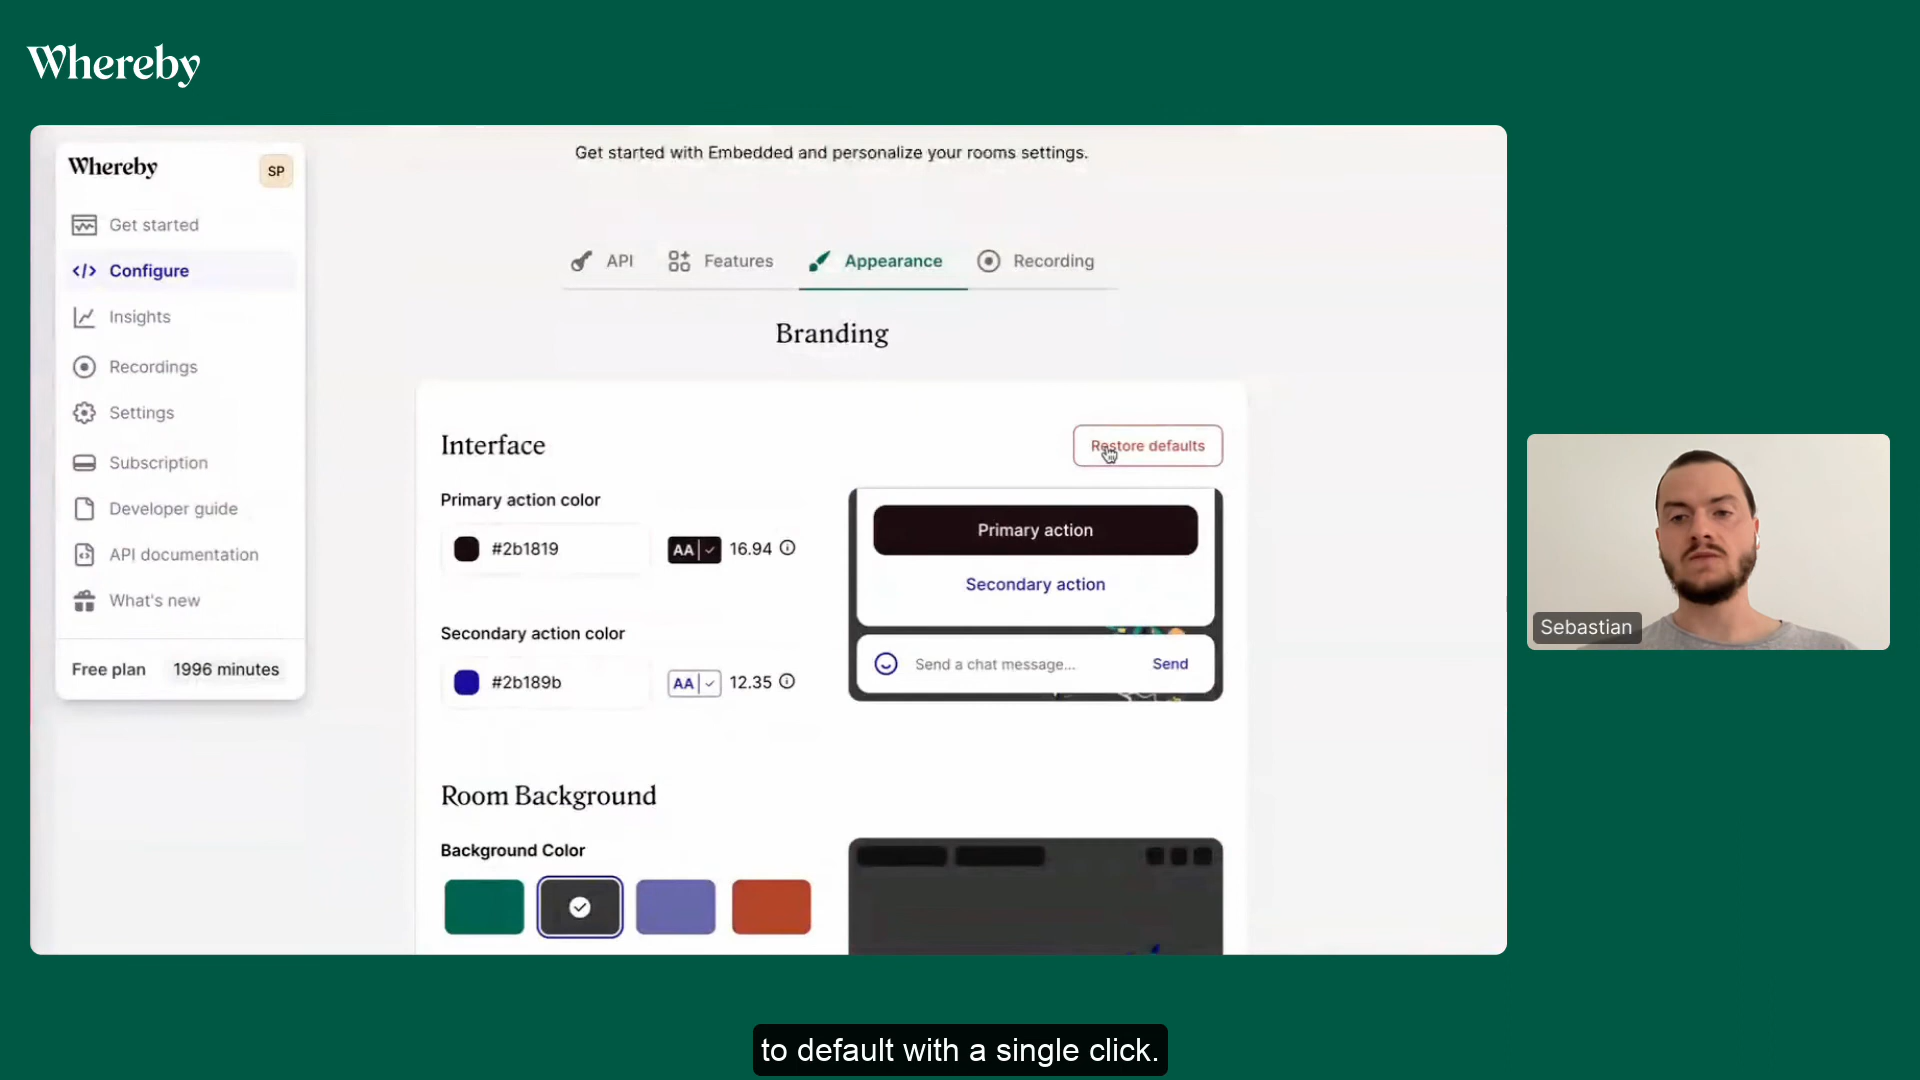 Whereby
Whereby
SP
Get started
Configure
Insights
Recordings
Settings
Subscription
Developer guide
API documentation
What's new
Free plan
1996 minutes
Get started with Embedded and personalize your rooms settings.
API
Features
Appearance
Recording
Branding
Interface
Restore defaults
Primary action color
#2b1819
AA
16.94
Secondary action color
#2b189b
AA
12.35
Primary action
Secondary action
Send a chat message...
Send
Room Background
Background Color
Sebastian
to default with a single click.